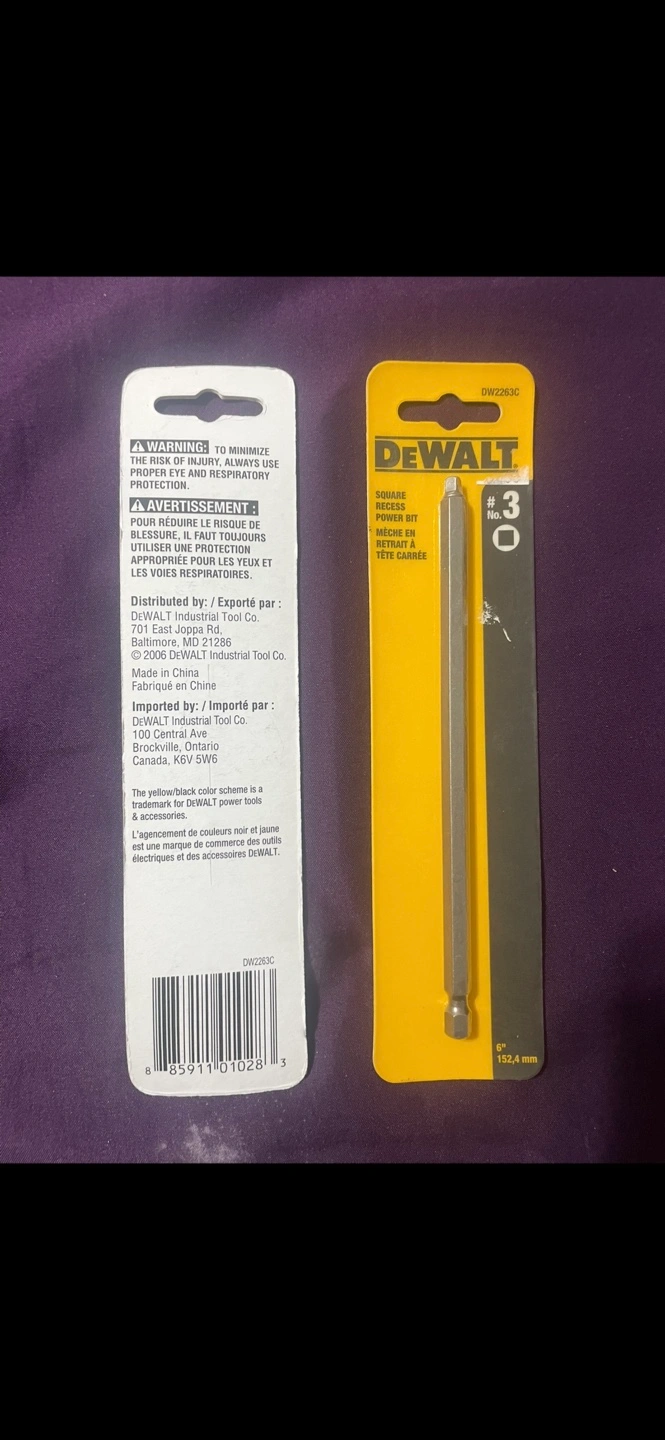 WARNING: TO MINIMIZE
THE RISK OF INJURY, ALWAYS USE
PROPER EYE AND RESPIRATORY
PROTECTION.
AVERTISSEMENT :
POUR RÉDUIRE LE RISQUE DE
BLESSURE, IL FAUT TOUJOURS
UTILISER UNE PROTECTION
APPROPRIÉE POUR LES YEUX ET
LES VOIES RESPIRATOIRES.
Distributed by: / Exporté par :
DEWALT Industrial Tool Co.
701 East Joppa Rd,
Baltimore, MD 21286
© 2006 DEWALT Industrial Tool Co.
Made in China
Fabriqué en Chine
Imported by: / Importé par :
DEWALT Industrial Tool Co.
100 Central Ave
Brockville, Ontario
Canada, K6V 5W6
The yellow/black color scheme is a
trademark for DEWALT power tools
& accessories.
L'agencement de couleurs noir et jaune
est une marque de commerce des outils
électriques et des accessoires DEWALT.
DW2263C
8 85911 01028 3
DW2263C
DEWALT
SQUARE
RECESS
POWER BIT
MÈCHE EN
RETRAIT À
TÊTE CARRÉE
# No. 3
6"
152,4 mm